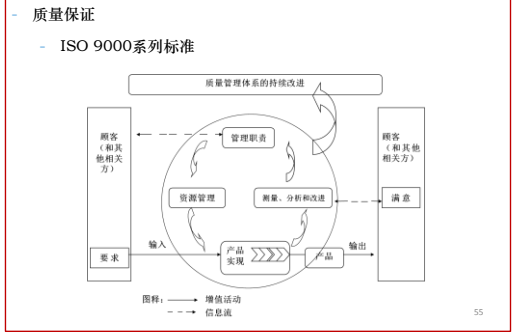 - 质量保证
- ISO 9000系列标准
质量管理体系的持续改进
顾客
（和其
他相关
方）
管理职责
顾客
（和其他
相关方）
资源管理
测量、分析和改进
满意
输入
输出
要求
产品
实现
产品
图释： 增值活动
信息流
55